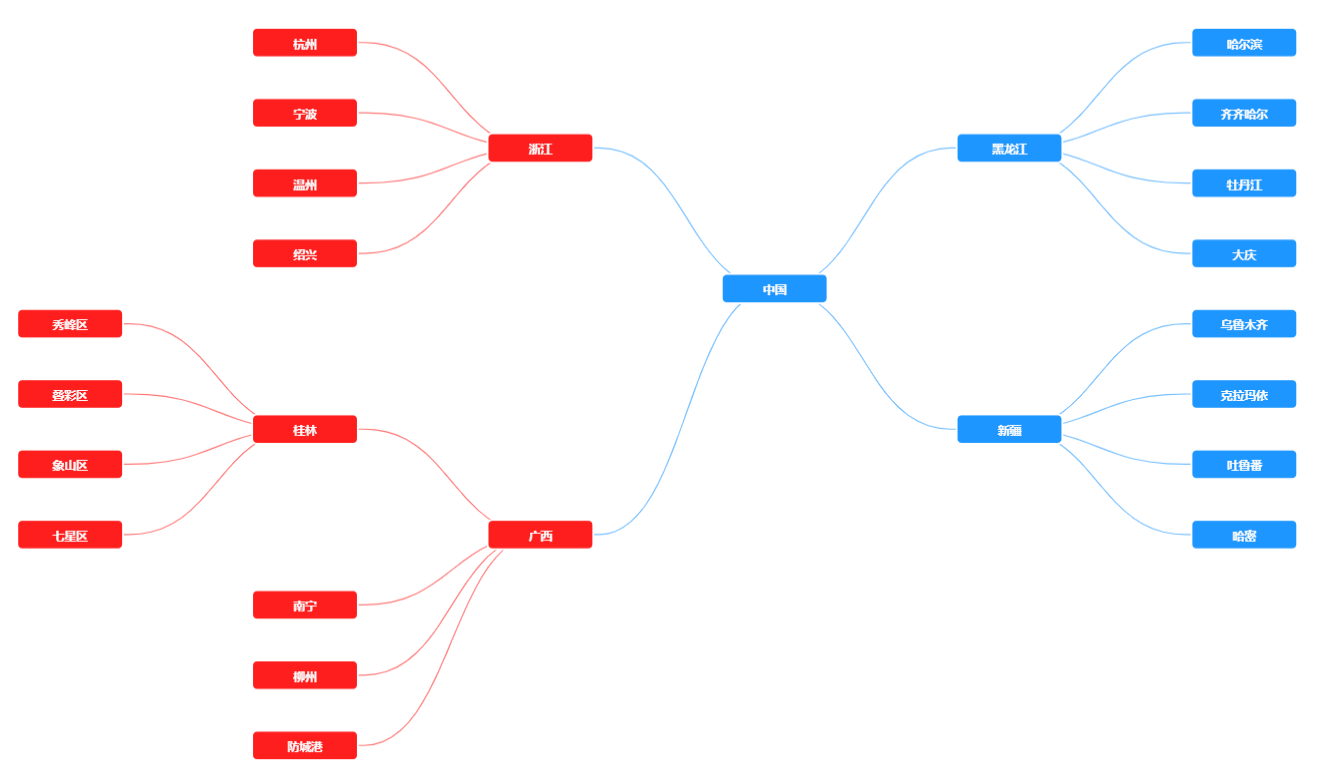 杭州
宁波
温州
绍兴
浙江
秀峰区
叠彩区
象山区
七星区
桂林
南宁
柳州
防城港
广西
中国
黑龙江
哈尔滨
齐齐哈尔
牡丹江
大庆
新疆
乌鲁木齐
克拉玛依
吐鲁番
哈密